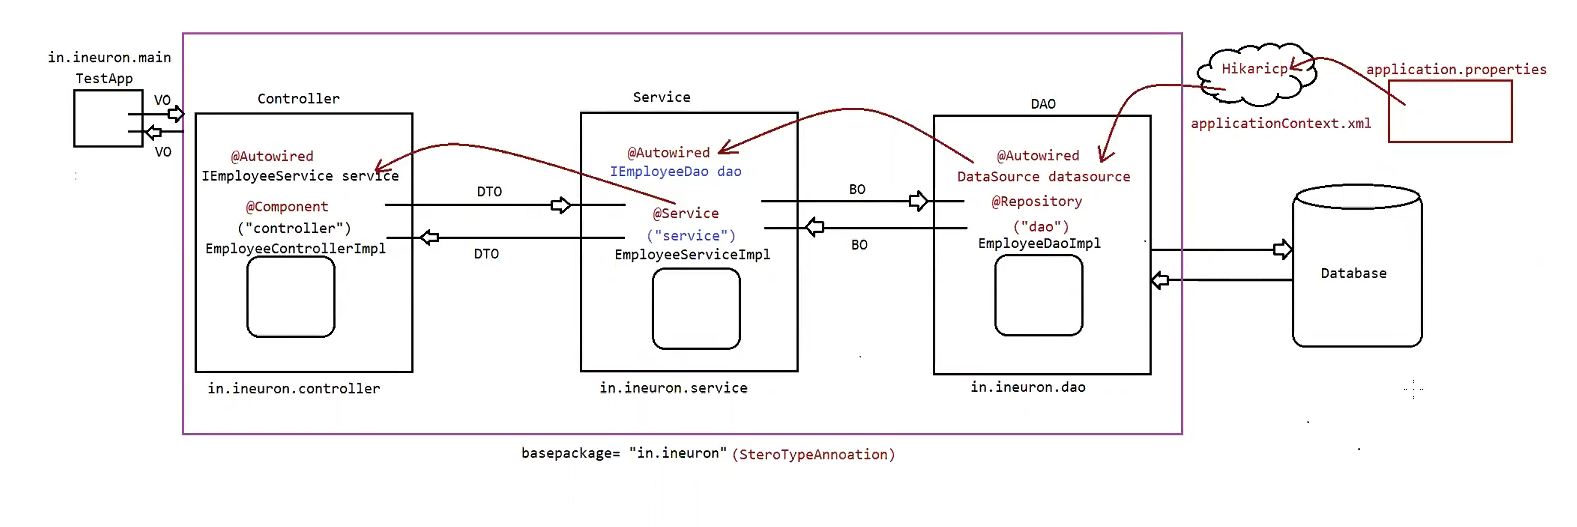 in.ineuron.main
TestApp
VO
VO
Controller
@Autowired
IEmployeeService service
@Component
("controller")
EmployeeControllerImpl
in.ineuron.controller
DTO
DTO
Service
@Autowired
IEmployeeDao dao
@Service
("service")
EmployeeServiceImpl
in.ineuron.service
BO
BO
DAO
@Autowired
DataSource datasource
@Repository
("dao")
EmployeeDaoImpl
in.ineuron.dao
Hikaricp
applicationContext.xml
application.properties
Database
basepackage= "in.ineuron" (SteroTypeAnnoation)